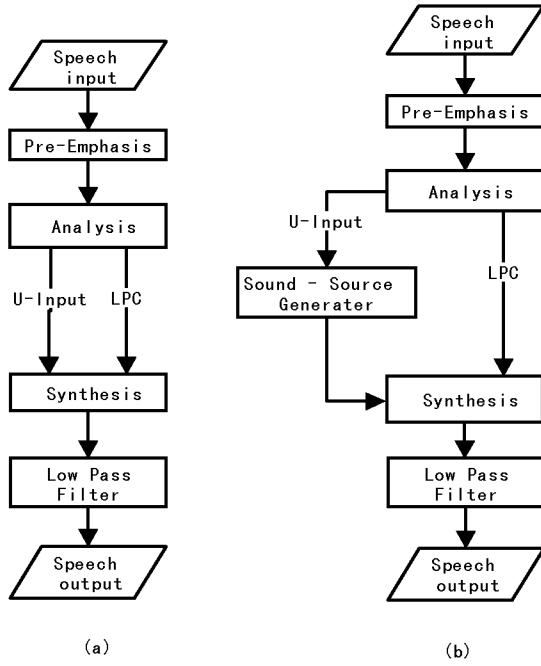 Speech
input
Pre-Emphasis
Analysis
U-Input
LPC
Synthesis
Low Pass
Filter
Speech
output
(a)
Speech
input
Pre-Emphasis
Analysis
U-Input
LPC
Sound - Source
Generater
Synthesis
Low Pass
Filter
Speech
output
(b)